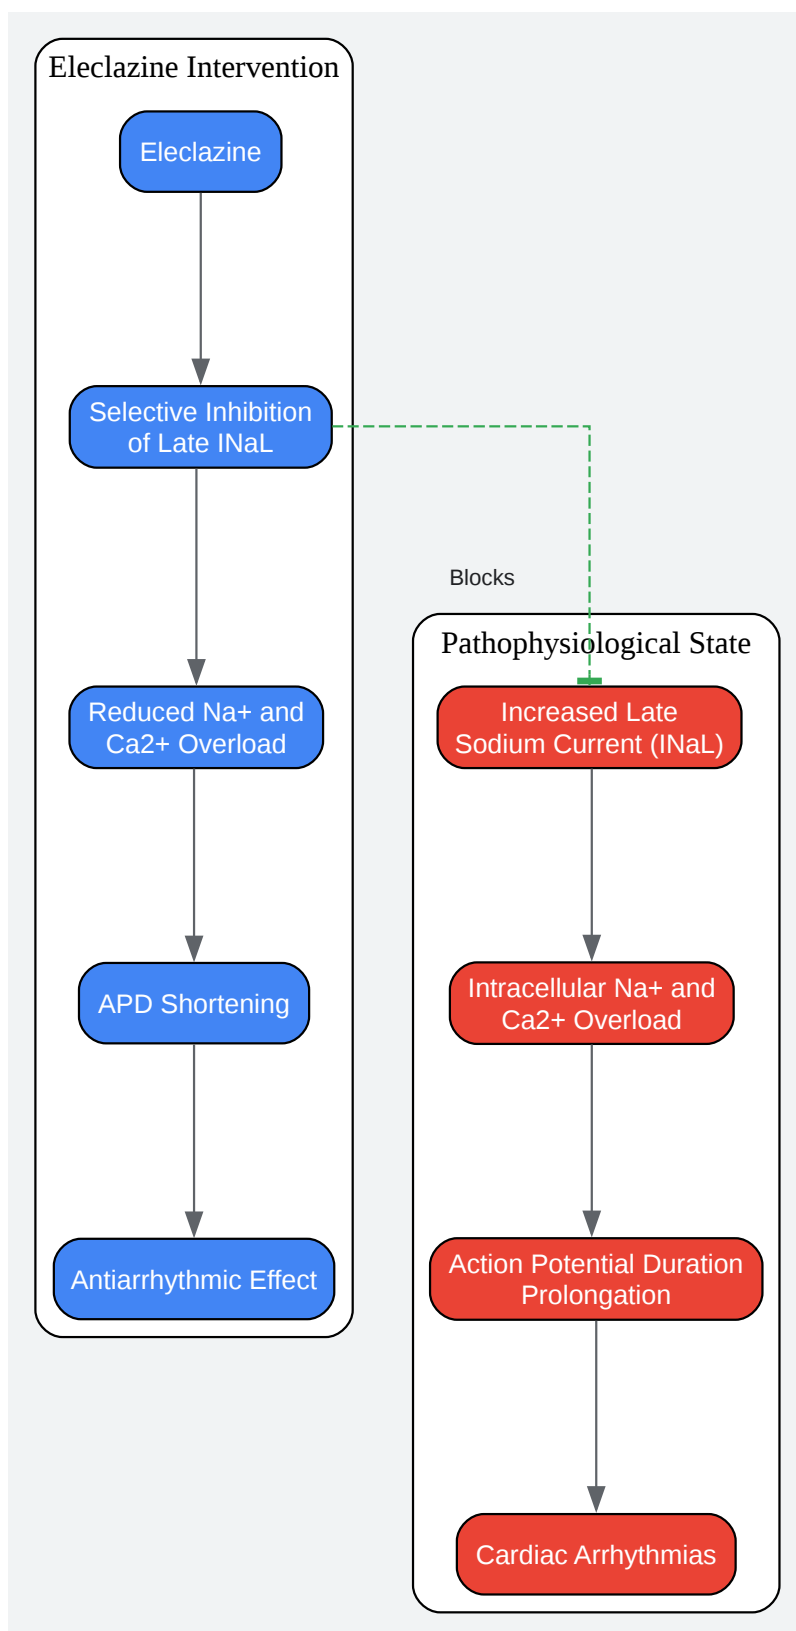 Eleclazine Intervention
Eleclazine
Selective Inhibition
of Late INaL
Reduced Na+ and
Ca2+ Overload
APD Shortening
Antiarrhythmic Effect
Blocks
Pathophysiological State
Increased Late
Sodium Current (INaL)
Intracellular Na+ and
Ca2+ Overload
Action Potential Duration
Prolongation
Cardiac Arrhythmias